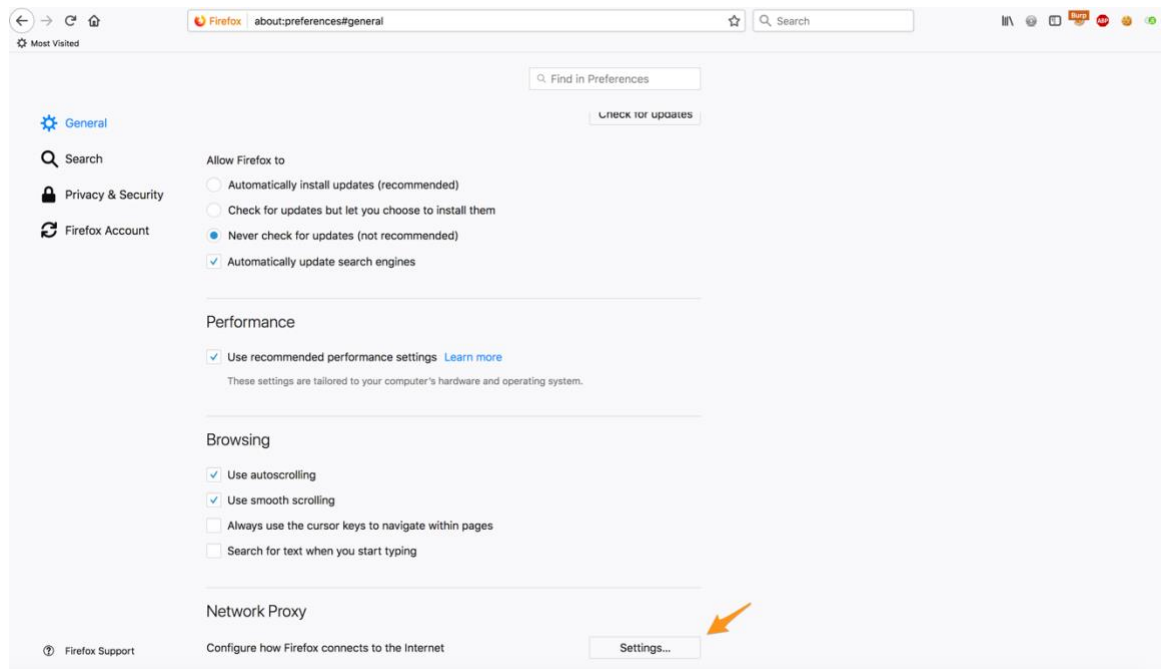 Firefox about:preferences#general Search Burp ABP
Most Visited
Find in Preferences
Check for updates
General
Search
Privacy & Security
Firefox Account
Allow Firefox to
Automatically install updates (recommended)
Check for updates but let you choose to install them
Never check for updates (not recommended)
Automatically update search engines
Performance
Use recommended performance settings Learn more
These settings are tailored to your computer's hardware and operating system.
Browsing
Use autoscrolling
Use smooth scrolling
Always use the cursor keys to navigate within pages
Search for text when you start typing
Network Proxy
Configure how Firefox connects to the Internet Settings...
Firefox Support